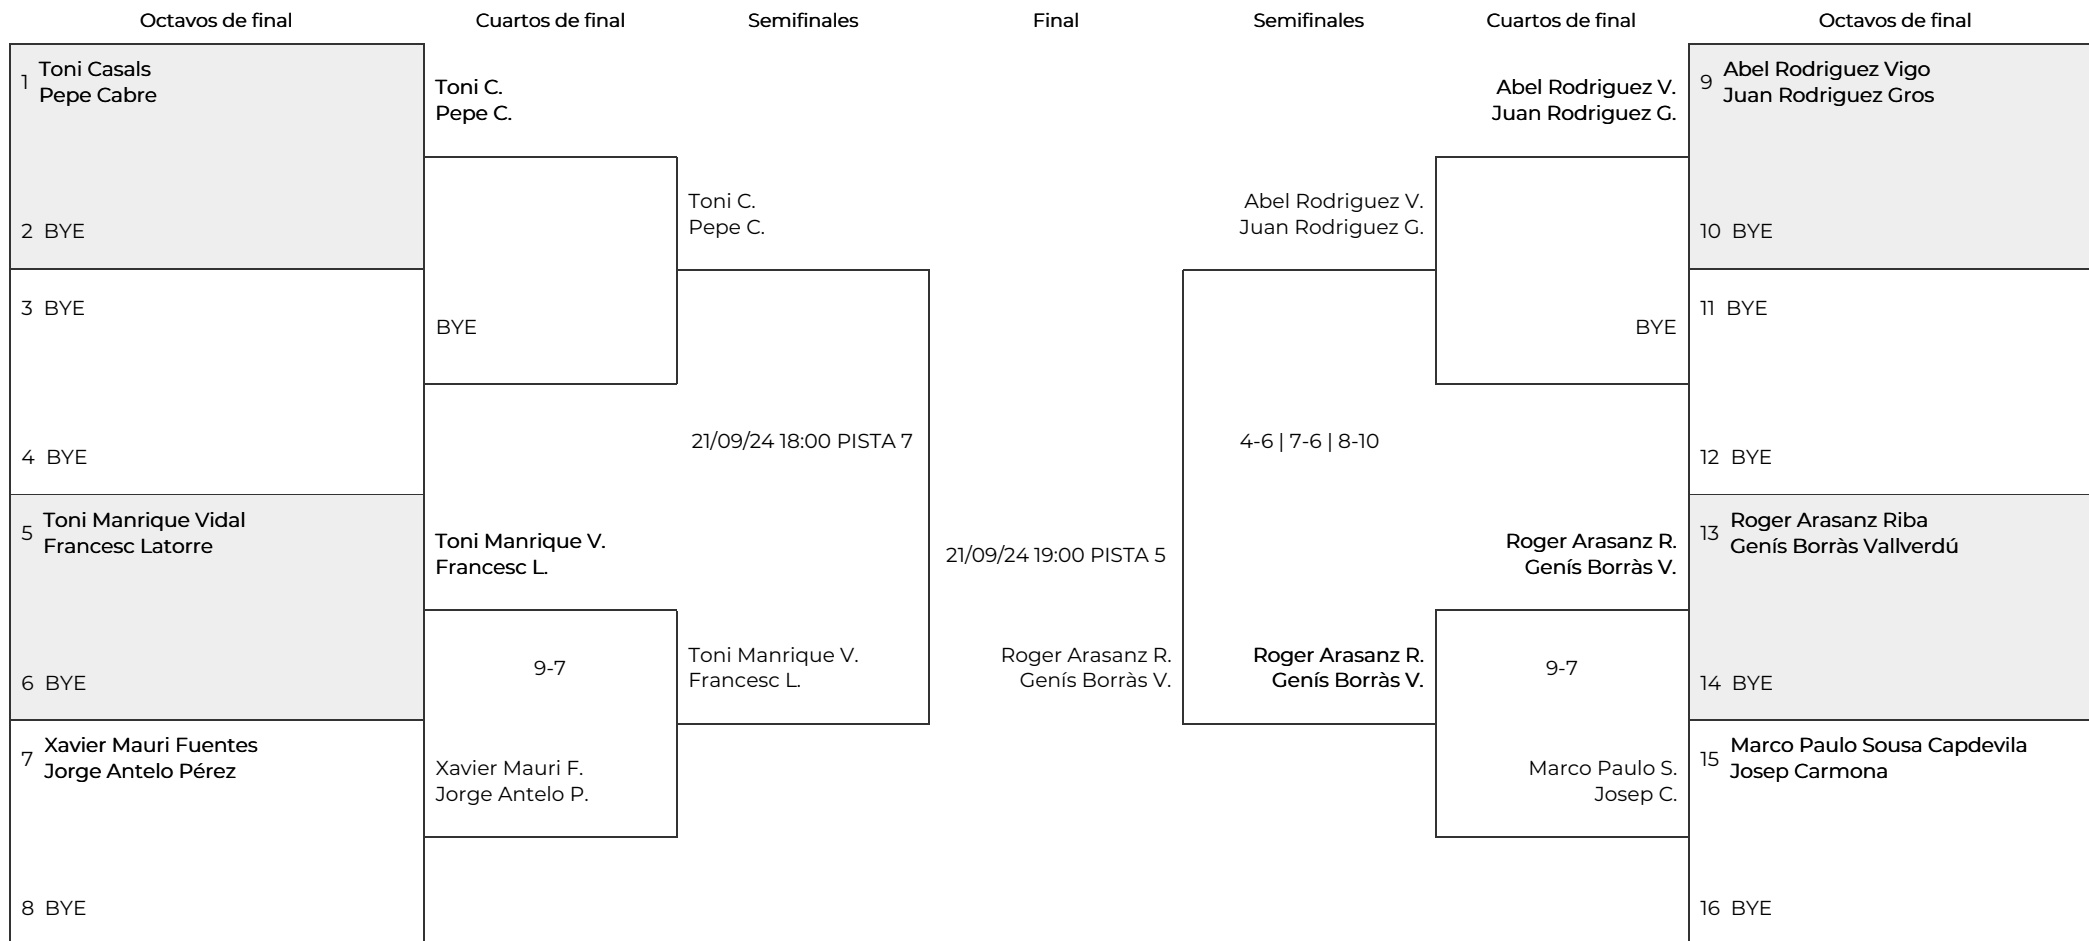 Octavos de final
Cuartos de final
Semifinales
Final
Semifinales
Cuartos de final
Octavos de final
1 Toni Casals
Pepe Cabre
2 BYE
3 BYE
4 BYE
5 Toni Manrique Vidal
Francesc Latorre
6 BYE
7 Xavier Mauri Fuentes
Jorge Antelo Pérez
8 BYE
Toni C.
Pepe C.
BYE
Toni Manrique V.
Francesc L.
9-7
Xavier Mauri F.
Jorge Antelo P.
Toni C.
Pepe C.
21/09/24 18:00 PISTA 7
Toni Manrique V.
Francesc L.
21/09/24 19:00 PISTA 5
Roger Arasanz R.
Genís Borràs V.
Abel Rodriguez V.
Juan Rodriguez G.
4-6 | 7-6 | 8-10
Roger Arasanz R.
Genís Borràs V.
Abel Rodriguez V.
Juan Rodriguez G.
BYE
Roger Arasanz R.
Genís Borràs V.
9-7
Marco Paulo S.
Josep C.
9 Abel Rodriguez Vigo
Juan Rodriguez Gros
10 BYE
11 BYE
12 BYE
13 Roger Arasanz Riba
Genís Borràs Vallverdú
14 BYE
15 Marco Paulo Sousa Capdevila
Josep Carmona
16 BYE